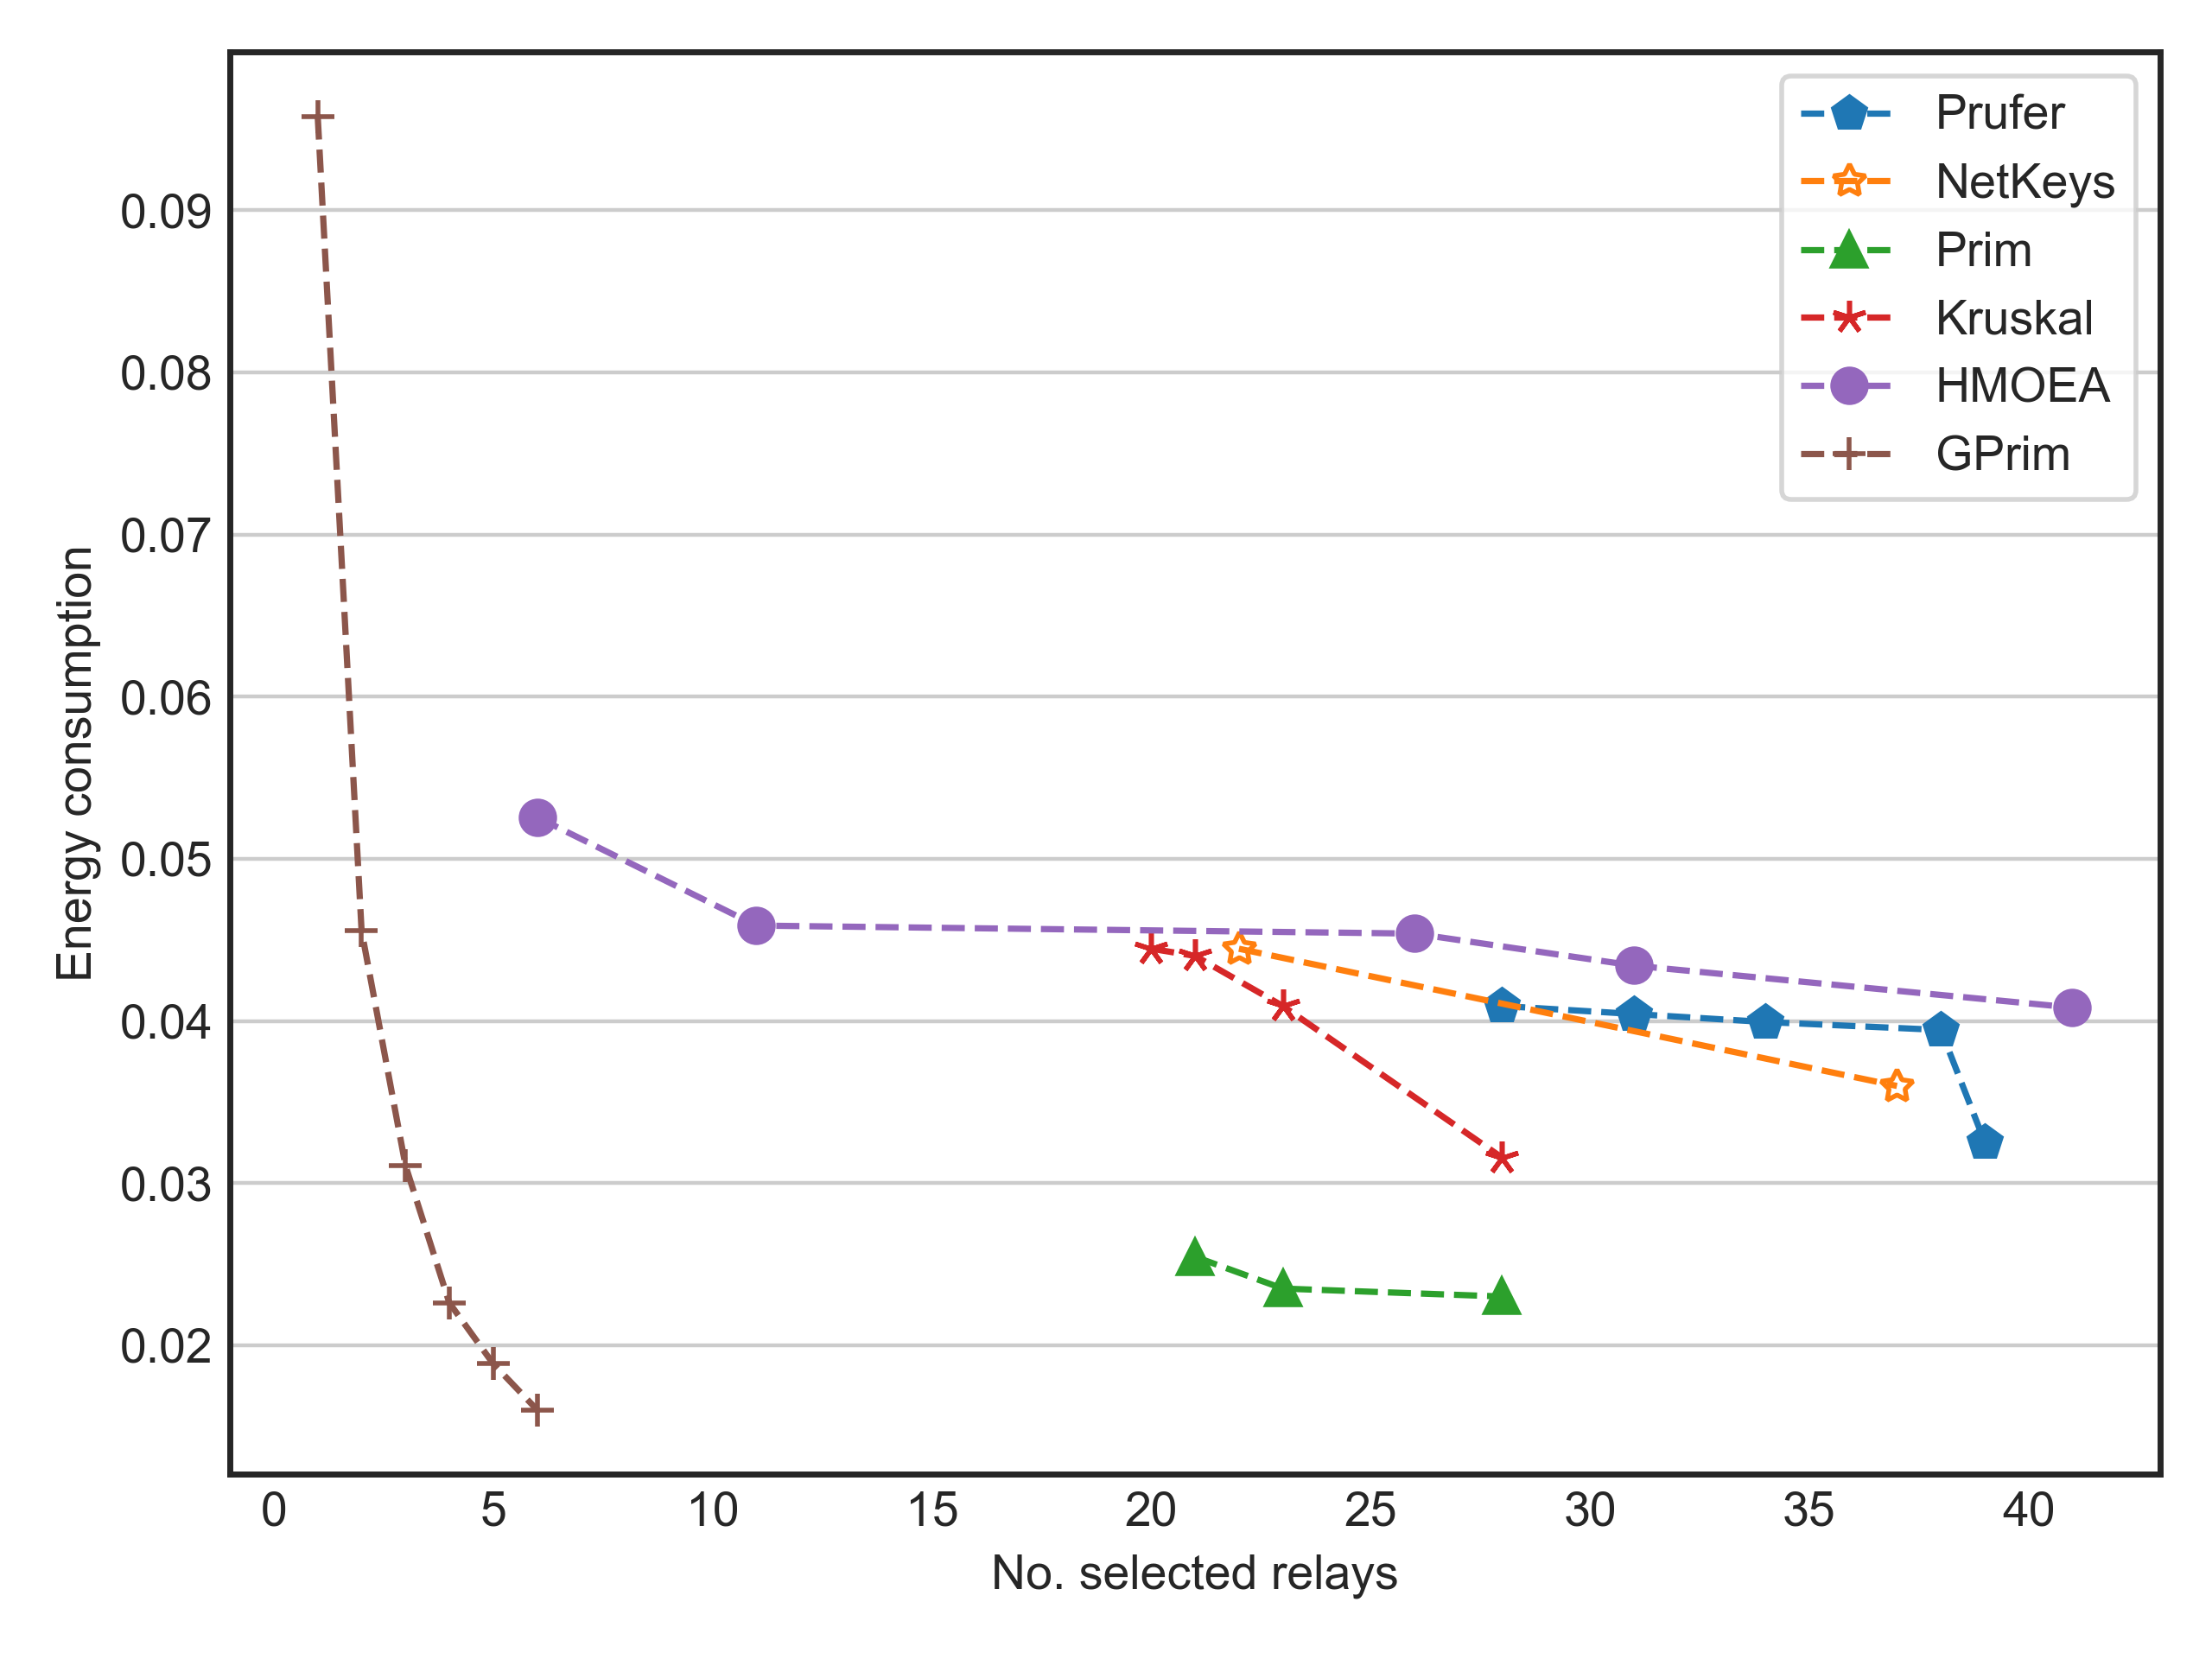 Prufer
NetKeys
Prim
Kruskal
HMOEA
GPrim
0.09
0.08
0.07
0.06
0.05
0.04
0.03
0.02
Energy consumption
0 5 10 15 20 25 30 35 40
No. selected relays